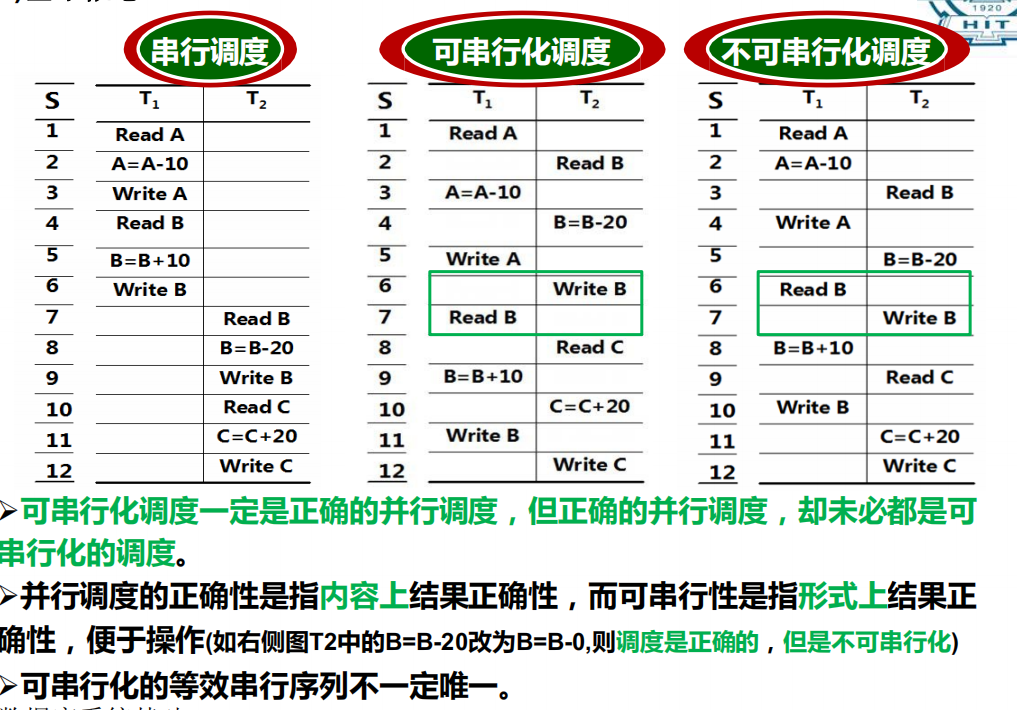 1920
HIT
串行调度
可串行化调度
不可串行化调度
S T1 T2
1 Read A
2 A=A-10
3 Write A
4 Read B
5 B=B+10
6 Write B
7 Read B
8 B=B-20
9 Write B
10 Read C
11 C=C+20
12 Write C
S T1 T2
1 Read A
2 Read B
3 A=A-10
4 B=B-20
5 Write A
6 Write B
7 Read B
8 Read C
9 B=B+10
10 C=C+20
11 Write B
12 Write C
S T1 T2
1 Read A
2 A=A-10
3 Read B
4 Write A
5 B=B-20
6 Read B
7 Write B
8 B=B+10
9 Read C
10 Write B
11 C=C+20
12 Write C
➢可串行化调度一定是正确的并行调度，但正确的并行调度，却未必都是可
串行化的调度。
➢并行调度的正确性是指内容上结果正确性，而可串行性是指形式上结果正
确性，便于操作(如右侧图T2中的B=B-20改为B=B-0,则调度是正确的，但是不可串行化)
➢可串行化的等效串行序列不一定唯一。